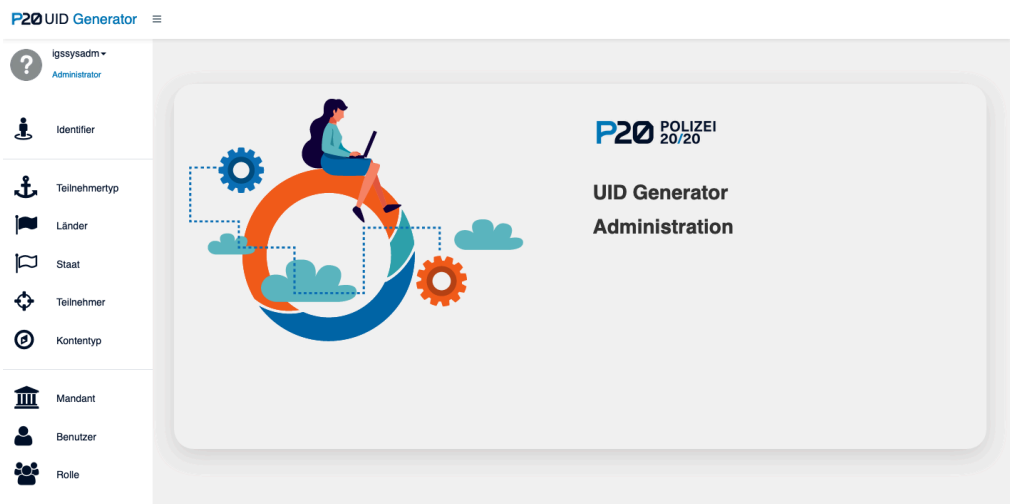 P20 UID Generator
igssysadm
Administrator
Identifier
Teilnehmertyp
Länder
Staat
Teilnehmer
Kontentyp
Mandant
Benutzer
Rolle
P20 POLIZEI
20/20
UID Generator
Administration